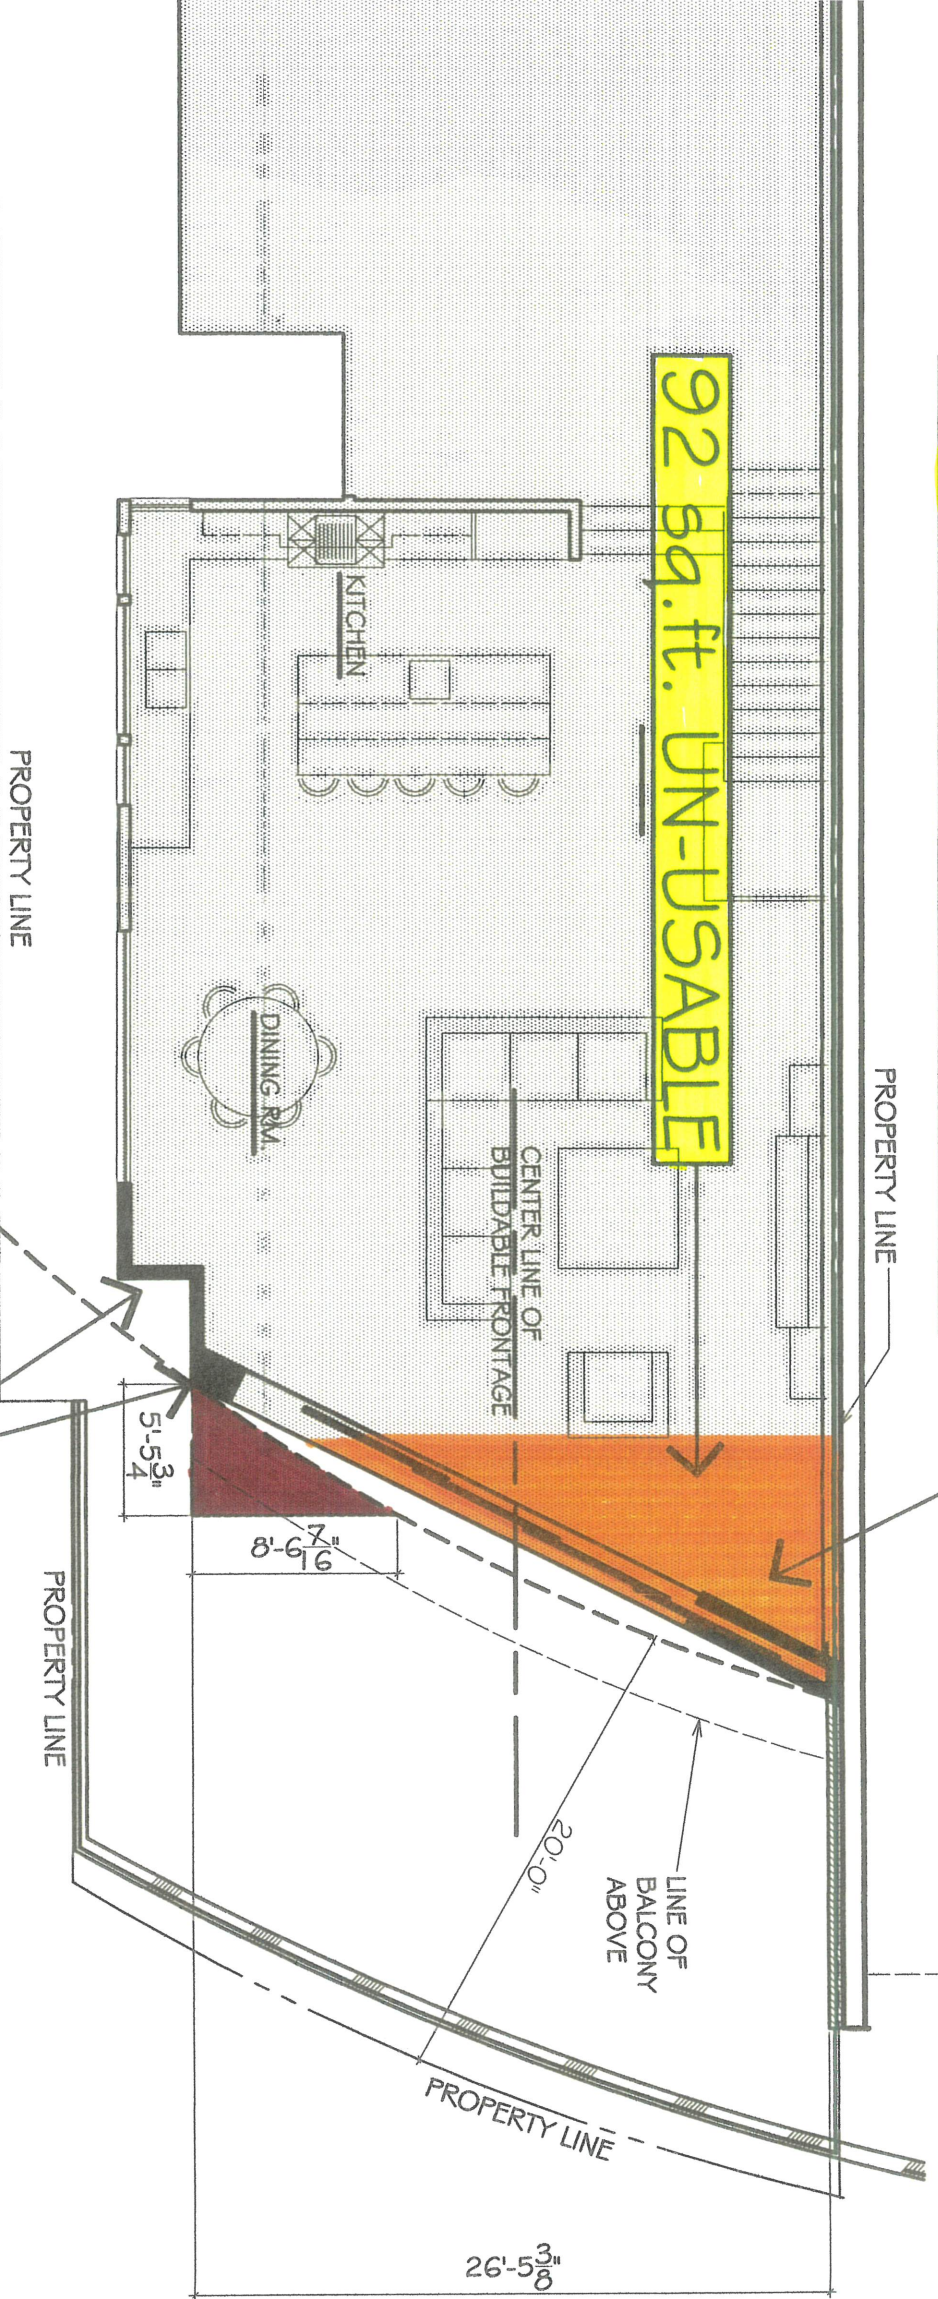 92 sq.ft. UN-USABLE
KITCHEN
DINING RM.
CENTER LINE OF
BUILDABLE FRONTAGE
PROPERTY LINE
PROPERTY LINE
PROPERTY LINE
5'-5 3/4"
8'-6 7/16"
20'-0"
LINE OF
BALCONY
ABOVE
PROPERTY LINE
26'-5 3/8"